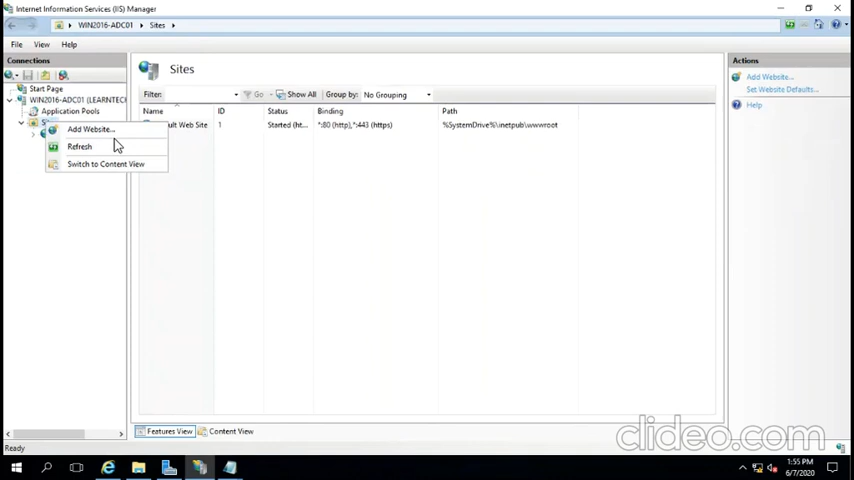 Internet Information Services (IIS) Manager
WIN2016-ADC01
Sites
File View Help
Connections
Start Page
WIN2016-ADC01 (LEARNTECH
Application Pools
Add Website...
Refresh
Switch to Content View
Sites
Filter: Go Show All Group by: No Grouping
Name ID Status Binding Path
ult Web Site 1 Started (ht... *:80 (http),*:443 (https) %SystemDrive%\inetpub\wwwroot
Features View Content View
Actions
Add Website...
Set Website Defaults...
Help
Ready
clideo.com
1:55 PM
6/7/2020